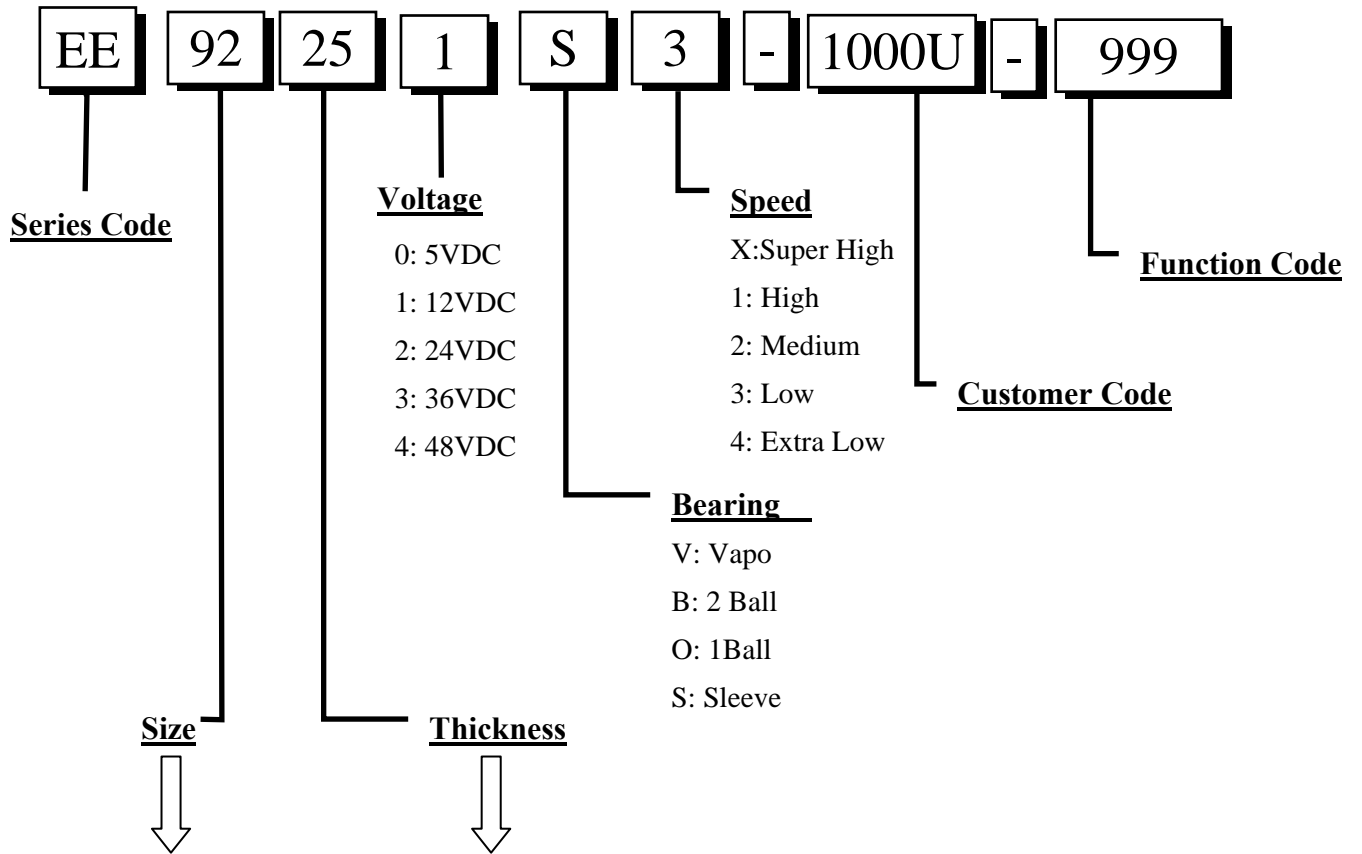 EE 92 25 1 S 3 - 1000U - 999
Series Code
Voltage
0: 5VDC
1: 12VDC
2: 24VDC
3: 36VDC
4: 48VDC
Speed
X:Super High
1: High
2: Medium
3: Low
4: Extra Low
Function Code
Customer Code
Bearing
V: Vapo
B: 2 Ball
O: 1Ball
S: Sleeve
Size
Thickness